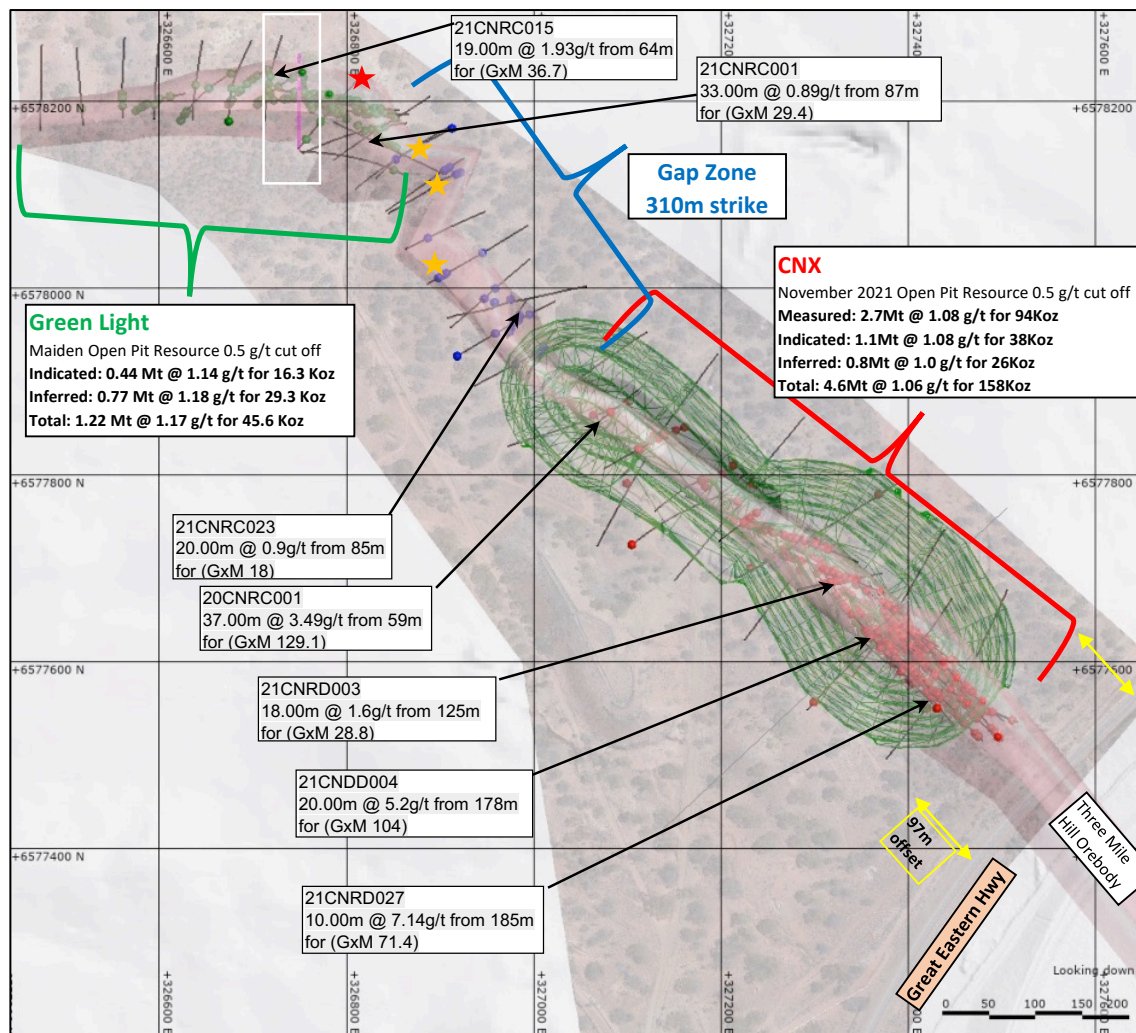 +326600 E
+326800 E
+327200 E
+327400 E
+327600 E
21CNRC015
19.00m @ 1.93g/t from 64m
for (GxM 36.7)
21CNRC001
33.00m @ 0.89g/t from 87m
for (GxM 29.4)
+6578200 N
+6578200
Gap Zone
310m strike
CNX
November 2021 Open Pit Resource 0.5 g/t cut off
Measured: 2.7Mt @ 1.08 g/t for 94Koz
Indicated: 1.1Mt @ 1.08 g/t for 38Koz
Inferred: 0.8Mt @ 1.0 g/t for 26Koz
Total: 4.6Mt @ 1.06 g/t for 158Koz
+6578000 N
Green Light
Maiden Open Pit Resource 0.5 g/t cut off
Indicated: 0.44 Mt @ 1.14 g/t for 16.3 Koz
Inferred: 0.77 Mt @ 1.18 g/t for 29.3 Koz
Total: 1.22 Mt @ 1.17 g/t for 45.6 Koz
+6577800 N
+6577800
21CNRC023
20.00m @ 0.9g/t from 85m
for (GxM 18)
20CNRC001
37.00m @ 3.49g/t from 59m
for (GxM 129.1)
+6577600 N
+6577600
21CNRD003
18.00m @ 1.6g/t from 125m
for (GxM 28.8)
21CNDD004
20.00m @ 5.2g/t from 178m
for (GxM 104)
97m
offset
Three Mile
Hill Orebody
+6577400 N
21CNRD027
10.00m @ 7.14g/t from 185m
for (GxM 71.4)
Great Eastern Hwy
Looking down
0 50 100 150 200
+326600 E
+326800 E
+327000 E
+327200 E